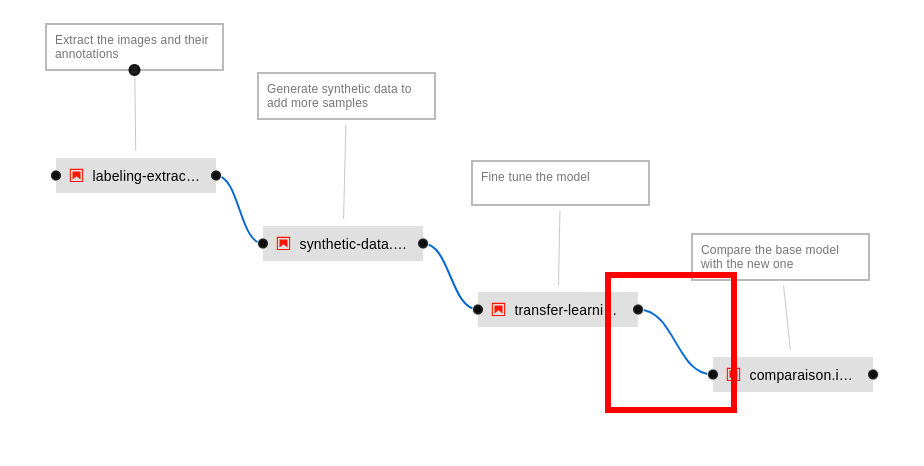 Extract the images and their
annotations
Generate synthetic data to
add more samples
labeling-extrac...
Fine tune the model
synthetic-data....
Compare the base model
with the new one
transfer-learni...
comparaison.i...